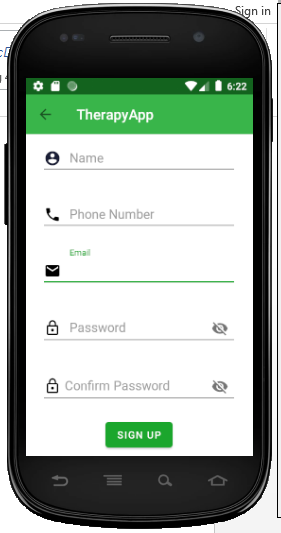 Sign in
6:22
TherapyApp
Name
Phone Number
Email
Password
Confirm Password
SIGN UP